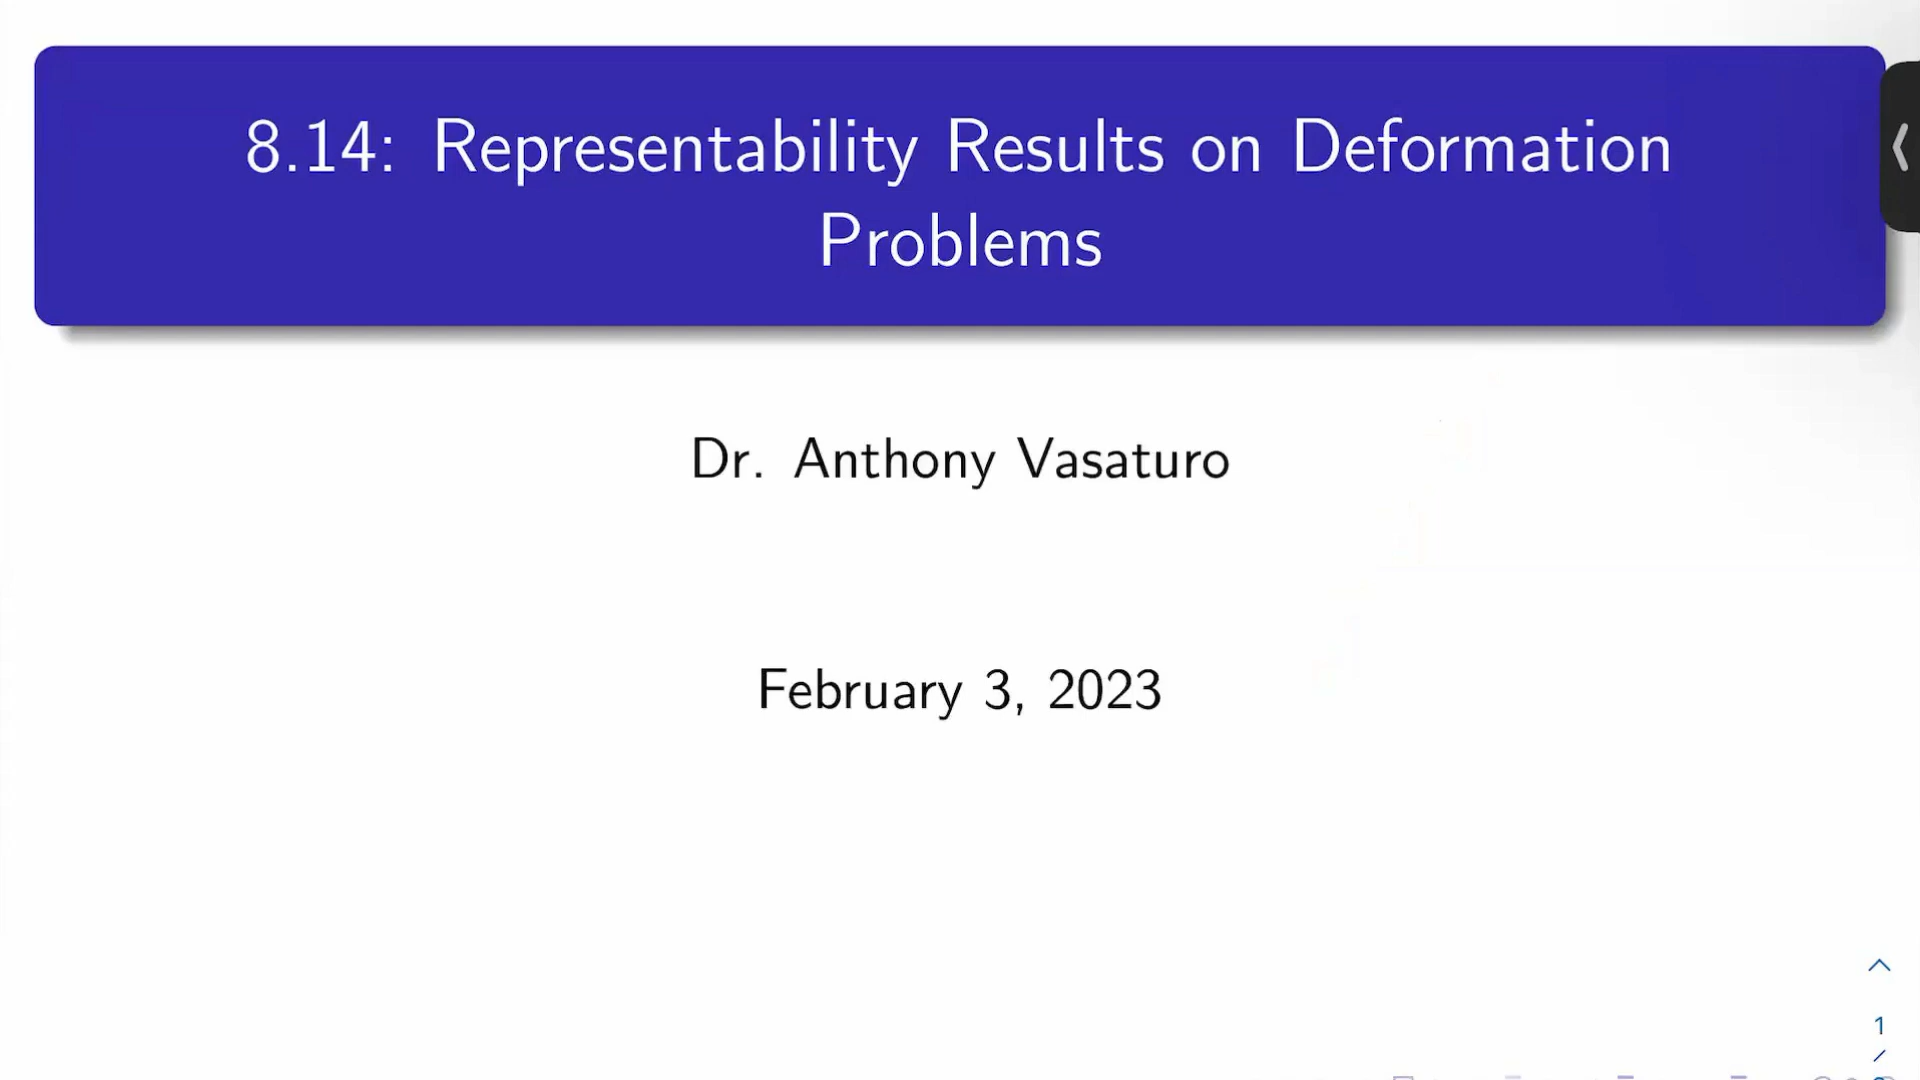 8.14: Representability Results on Deformation
Problems
Dr. Anthony Vasaturo
February 3, 2023
1
/